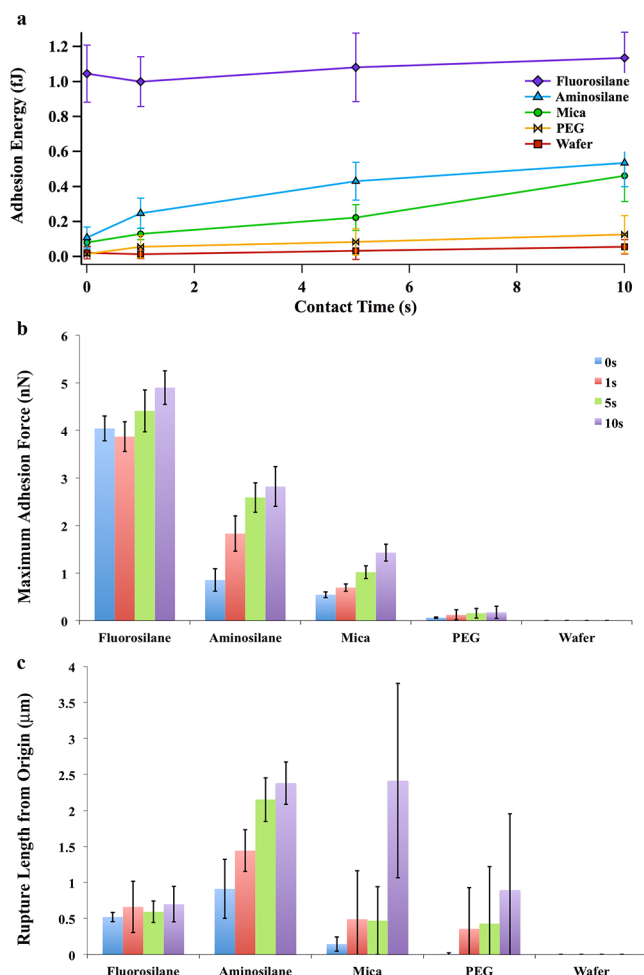 a
Adhesion Energy (fJ)
1.2
1.0
0.8
0.6
0.4
0.2
0.0
Fluorosilane
Aminosilane
Mica
PEG
Wafer
0
2
4
6
8
10
Contact Time (s)
b
Maximum Adhesion Force (nN)
6
5
4
3
2
1
0
0s
1s
5s
10s
Fluorosilane
Aminosilane
Mica
PEG
Wafer
c
Rupture Length from Origin (μm)
4
3.5
3
2.5
2
1.5
1
0.5
0
Fluorosilane
Aminosilane
Mica
PEG
Wafer